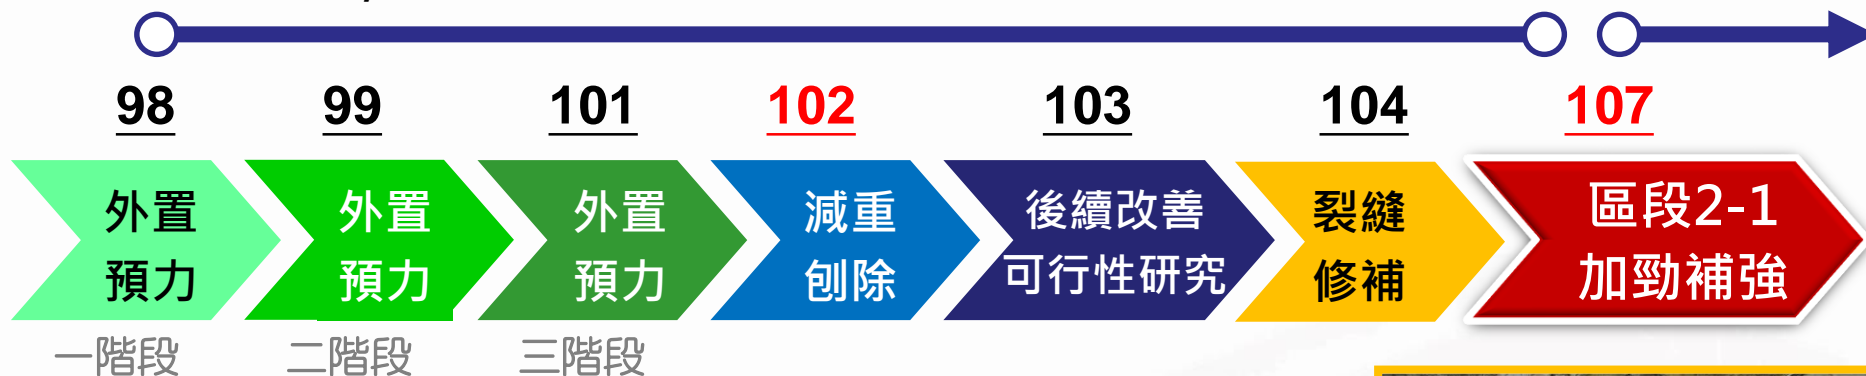 98 99 101 102 103 104 107
外置 外置 外置 減重 後續改善 裂縫 區段2-1
預力 預力 預力 刨除 可行性研究 修補 加勁補強
一階段 二階段 三階段